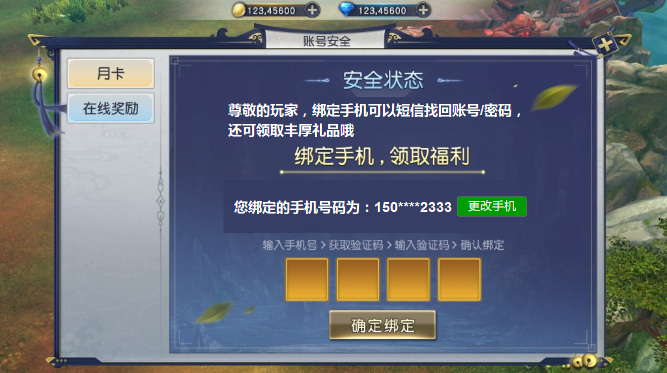 123,45600 123,45600
账号安全
月卡
在线奖励
安全状态
尊敬的玩家，绑定手机可以短信找回账号/密码，
还可领取丰厚礼品哦
绑定手机，领取福利
您绑定的手机号码为：150****2333 更改手机
输入手机号＞获取验证码＞输入验证码＞确认绑定
确定绑定